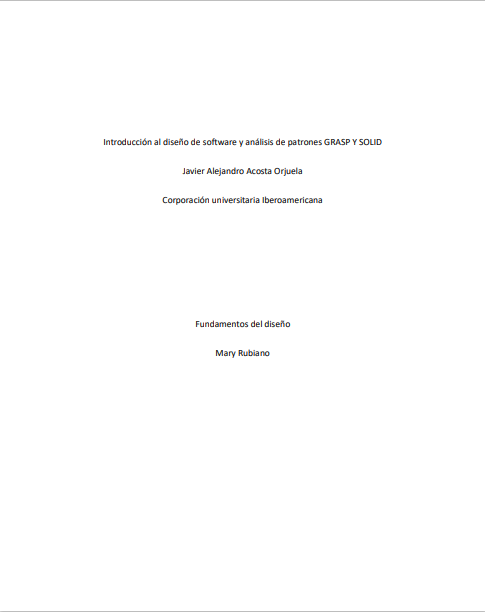 Introducción al diseño de software y análisis de patrones GRASP Y SOLID
Javier Alejandro Acosta Orjuela
Corporación universitaria Iberoamericana
Fundamentos del diseño
Mary Rubiano